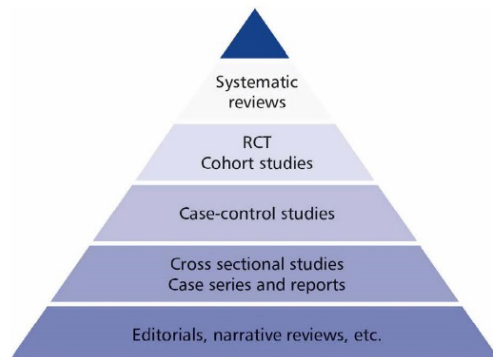 Systematic
reviews
RCT
Cohort studies
Case-control studies
Cross sectional studies
Case series and reports
Editorials, narrative reviews, etc.